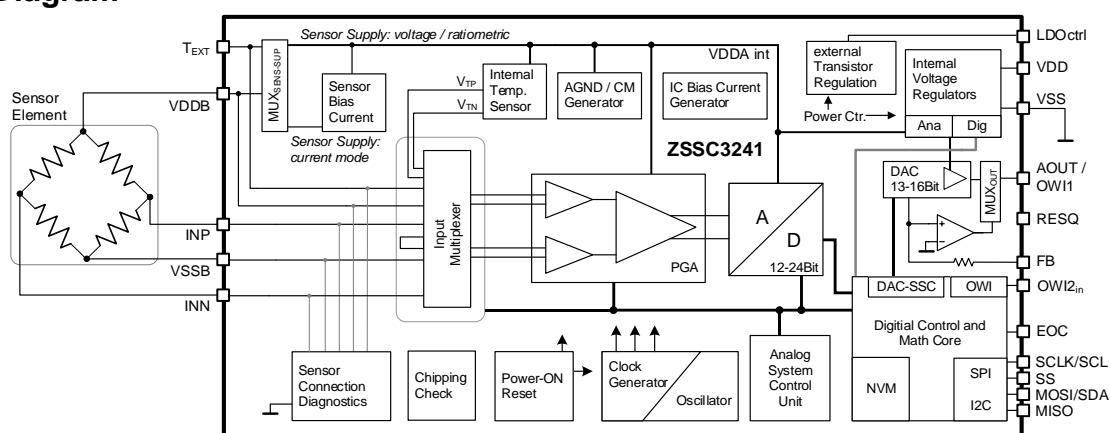 Sensor Supply: voltage / ratiometric
TEXT
VDDB
INP
VSSB
INN
Sensor
Element
MUXSENS-SUP
Sensor
Bias
Current
Sensor Supply:
current mode
VTP
VTN
Internal
Temp.
Sensor
AGND / CM
Generator
IC Bias Current
Generator
VDDA int
external
Transistor
Regulation
Power Ctr.
Internal
Voltage
Regulators
Ana
Dig
ZSSC3241
Input
Multiplexer
PGA
A
D
12-24Bit
DAC
13-16Bit
MUXOUT
+
-
DAC-SSC
OWI
Digitial Control and
Math Core
NVM
SPI
I2C
Sensor
Connection
Diagnostics
Chipping
Check
Power-ON
Reset
Clock
Generator
Oscillator
Analog
System
Control
Unit
LDOctrl
VDD
VSS
AOUT /
OWI1
RESQ
FB
OWI2in
EOC
SCLK/SCL
SS
MOSI/SDA
MISO